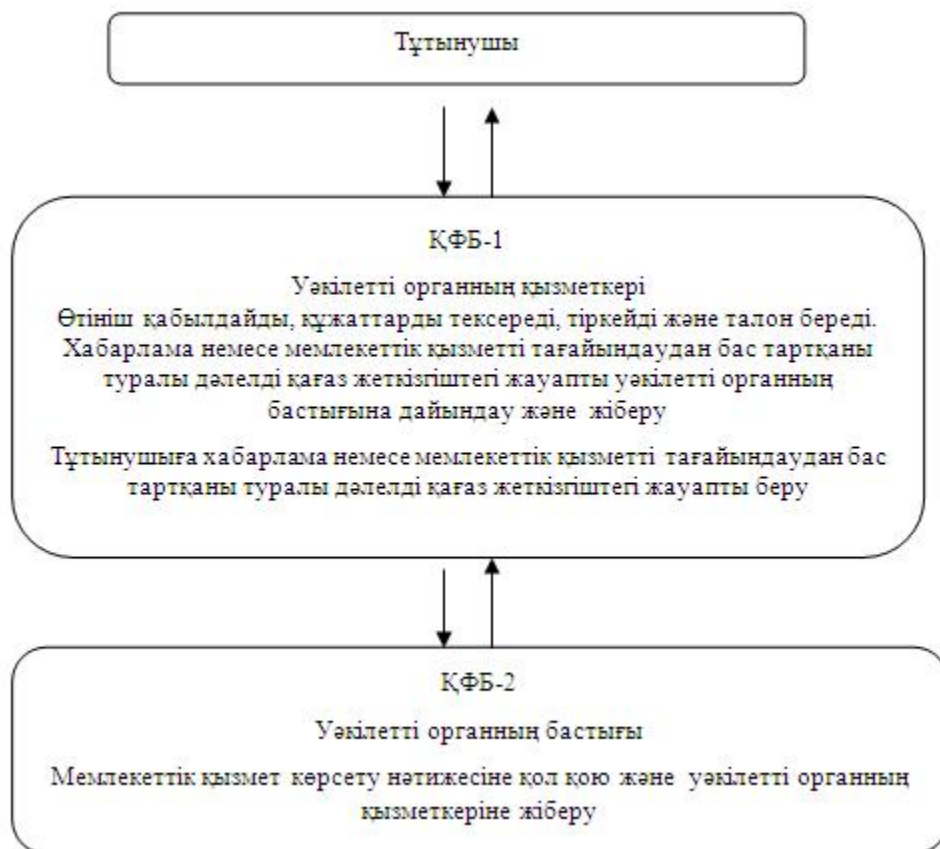 Тұтынушы
ҚФБ-1
Уәкілетті органның қызметкері
Өтініш қабылдайды, құжаттарды тексереді, тіркейді және талон береді.
Хабарлама немесе мемлекеттік қызметті тағайындаудан бас тартқаны
туралы дәлелді қағаз жеткізгіштегі жауапты уәкілетті органның
бастығына дайындау және жіберу
Тұтынушыға хабарлама немесе мемлекеттік қызметті тағайындаудан бас
тартқаны туралы дәлелді қағаз жеткізгіштегі жауапты беру
ҚФБ-2
Уәкілетті органның бастығы
Мемлекеттік қызмет көрсету нәтижесіне қол қою және уәкілетті органның
қызметкеріне жіберу